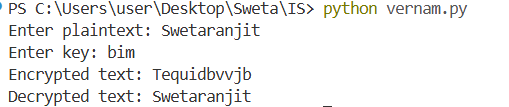 PS C:\Users\user\Desktop\Sweta\IS> python vernam.py
Enter plaintext: Swetaranjit
Enter key: bim
Encrypted text: Tequidbvvjb
Decrypted text: Swetaranjit